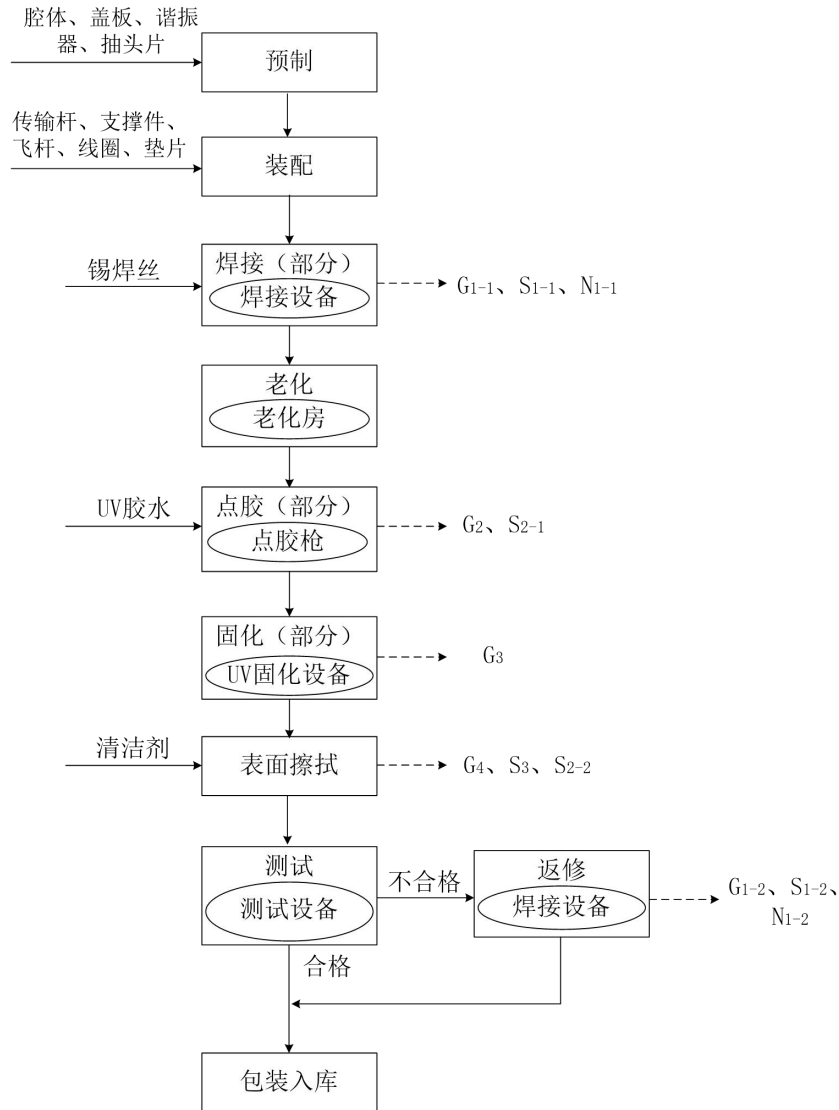 腔体、盖板、谐振
器、抽头片
预制
传输杆、支撑件、
飞杆、线圈、垫片
装配
锡焊丝
焊接（部分）
焊接设备
G1-1、S1-1、N1-1
老化
老化房
UV胶水
点胶（部分）
点胶枪
G2、S2-1
固化（部分）
UV固化设备
G3
清洁剂
表面擦拭
G4、S3、S2-2
测试
测试设备
不合格
返修
焊接设备
G1-2、S1-2、
N1-2
合格
包装入库